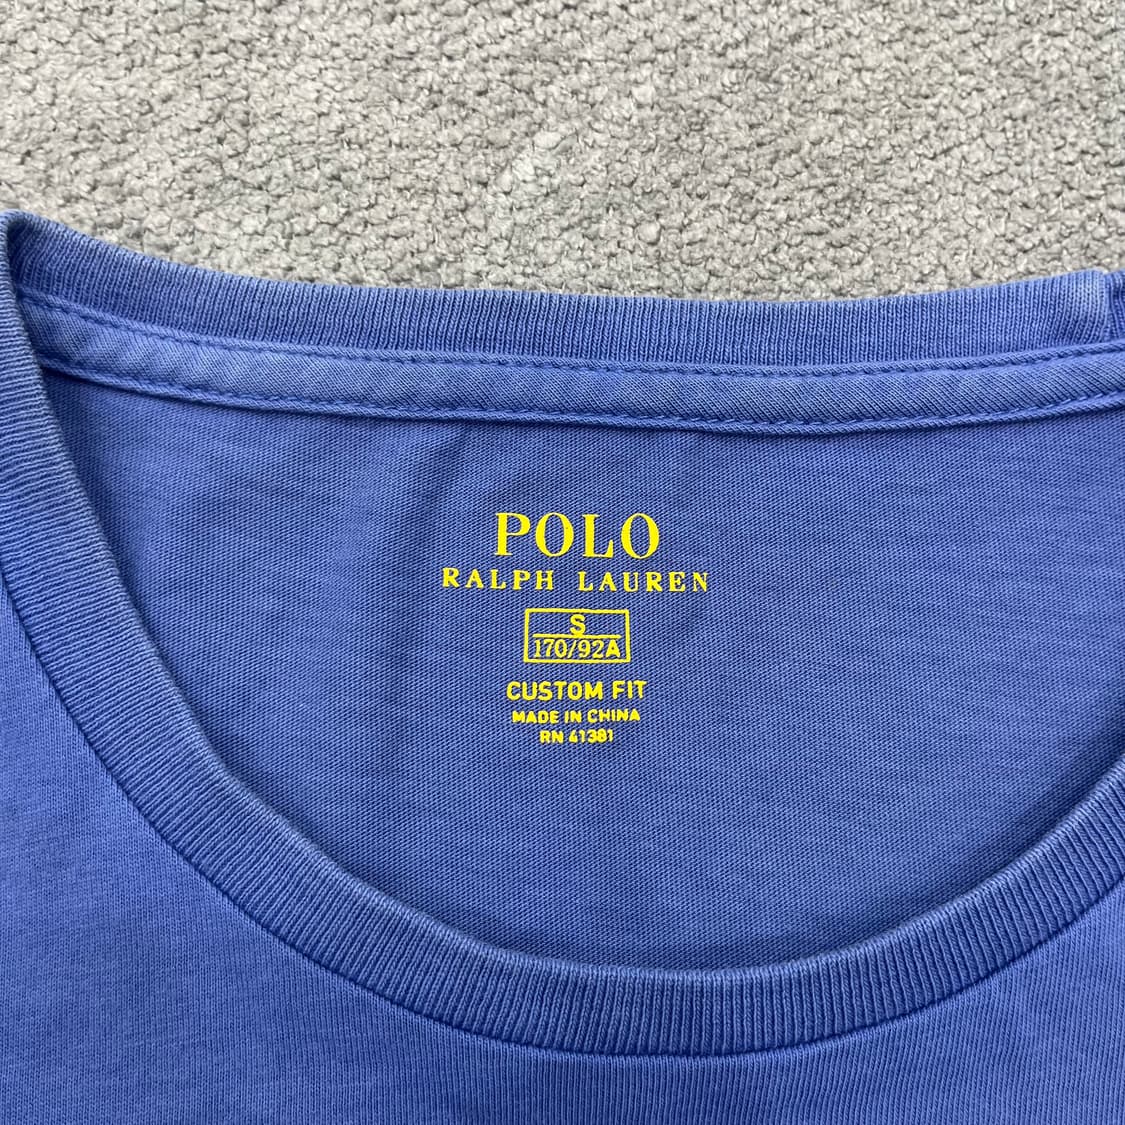 POLO
RALPH LAUREN
S
170/92A
CUSTOM FIT
MADE IN CHINA
RN 41381